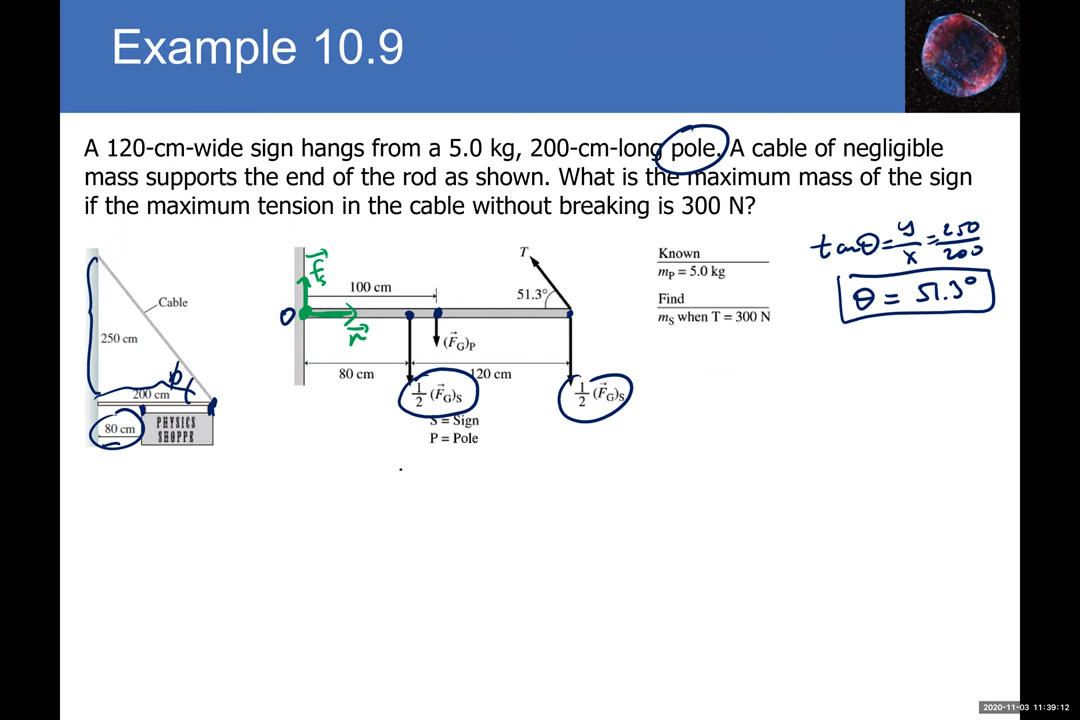 Example 10.9
A 120-cm-wide sign hangs from a 5.0 kg, 200-cm-long pole. A cable of negligible
mass supports the end of the rod as shown. What is the maximum mass of the sign
if the maximum tension in the cable without breaking is 300 N?
tanθ = y/x = 250/200
θ = 51.3°
Cable
250 cm
200 cm
80 cm
PHYSICS
SHOPPE
fs
T
100 cm
51.3°
O
n
(FG)P
80 cm
120 cm
1/2 (FG)S
1/2 (FG)S
S = Sign
P = Pole
Known
mP = 5.0 kg
Find
mS when T = 300 N
2020-11-03 11:39:12